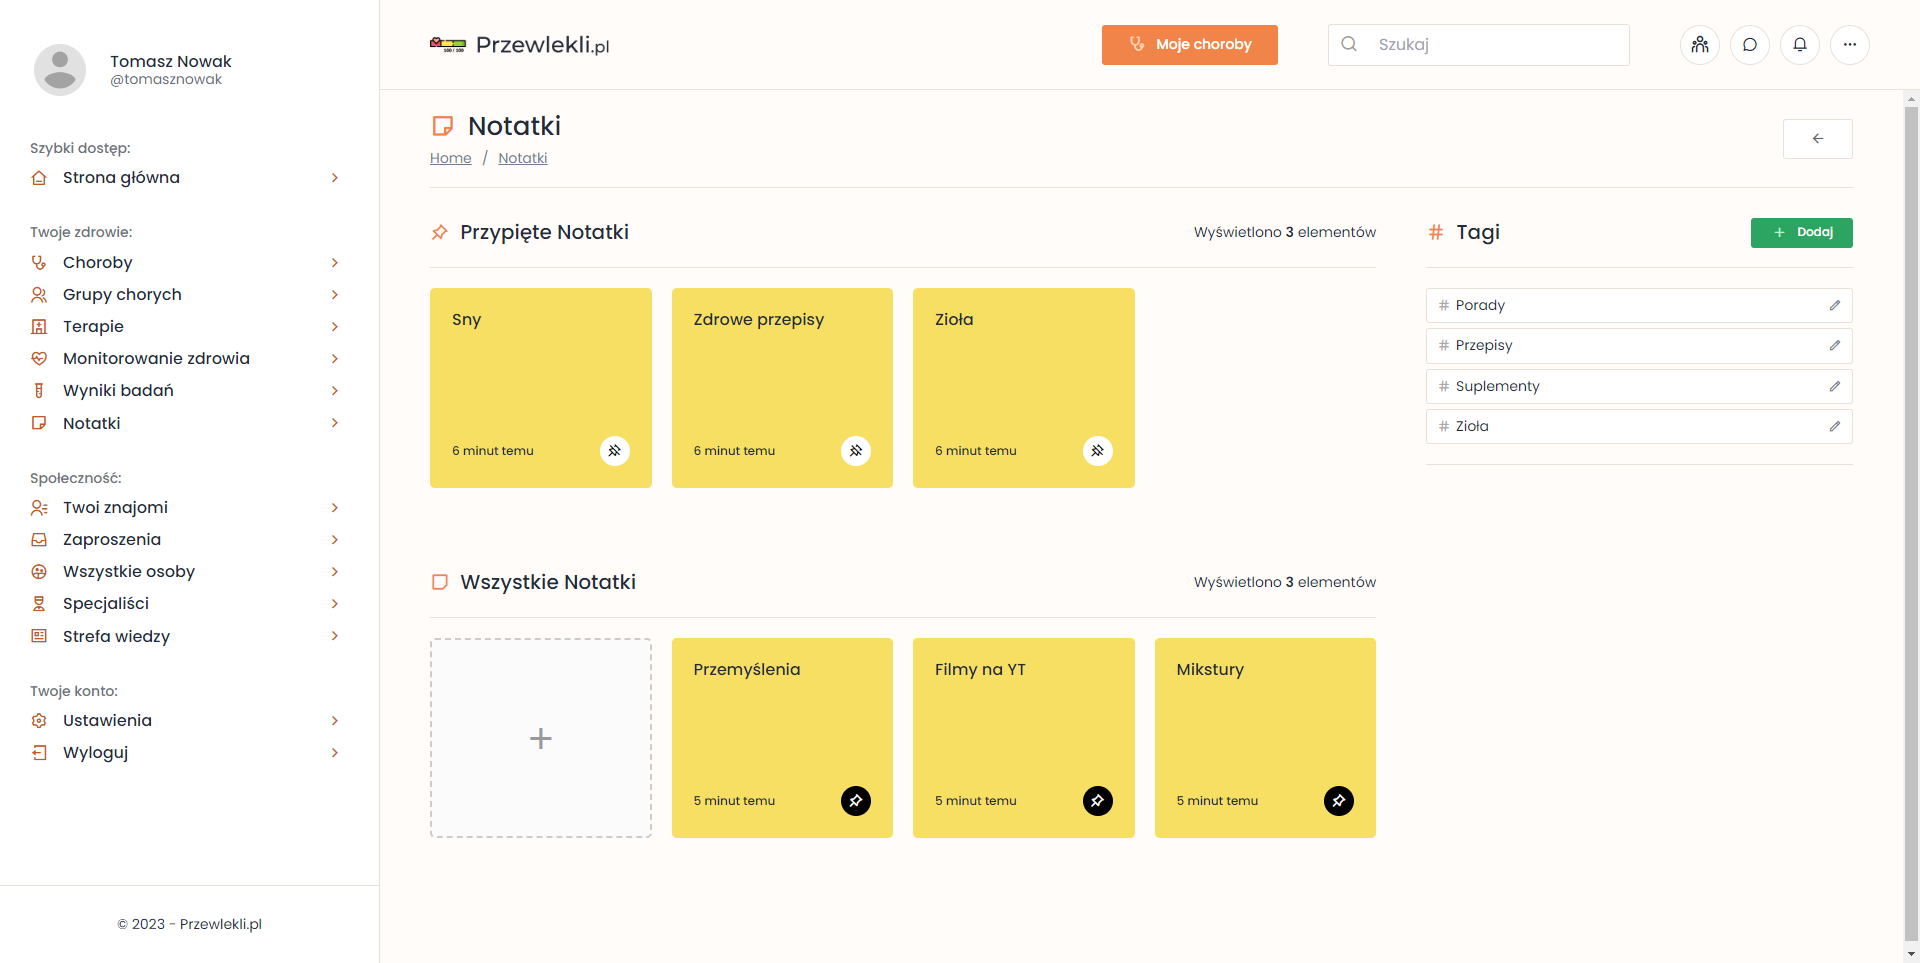 Tomasz Nowak
@tomasznowak
Szybki dostęp:
Strona główna
Twoje zdrowie:
Choroby
Grupy chorych
Terapie
Monitorowanie zdrowia
Wyniki badań
Notatki
Społeczność:
Twoi znajomi
Zaproszenia
Wszystkie osoby
Specjaliści
Strefa wiedzy
Twoje konto:
Ustawienia
Wyloguj
© 2023 - Przewlekli.pl
100 / 100
Przewlekli.pl
Moje choroby
Szukaj
Notatki
Home / Notatki
Przypięte Notatki
Wyświetlono 3 elementów
Sny
Zdrowe przepisy
Zioła
6 minut temu
6 minut temu
6 minut temu
Wszystkie Notatki
Wyświetlono 3 elementów
+
Przemyślenia
Filmy na YT
Mikstury
5 minut temu
5 minut temu
5 minut temu
# Tagi
+ Dodaj
# Porady
# Przepisy
# Suplementy
# Zioła